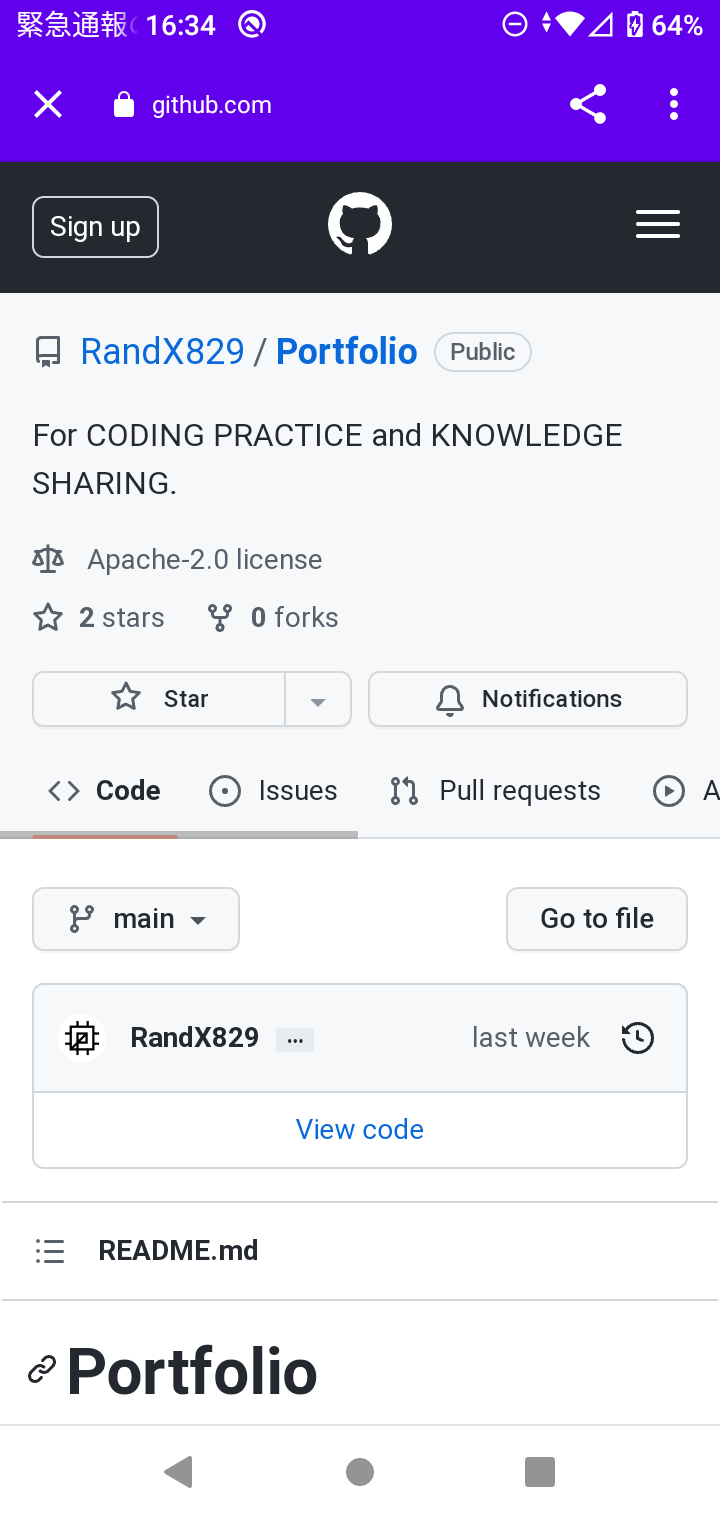 緊急通報 16:34 64%
github.com
Sign up
RandX829 / Portfolio Public
For CODING PRACTICE and KNOWLEDGE
SHARING.
Apache-2.0 license
2 stars 0 forks
Star Notifications
Code Issues Pull requests A
main Go to file
RandX829 ... last week
View code
README.md
Portfolio